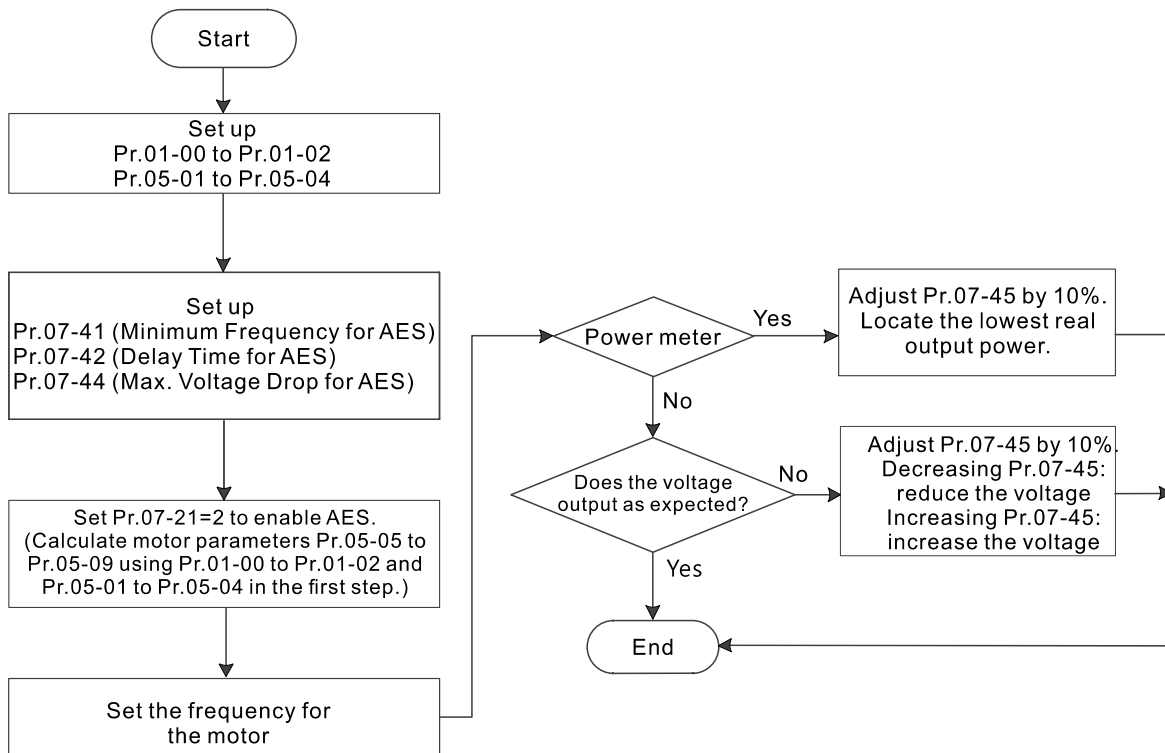 Start
Set up
Pr.01-00 to Pr.01-02
Pr.05-01 to Pr.05-04
Set up
Pr.07-41 (Minimum Frequency for AES)
Pr.07-42 (Delay Time for AES)
Pr.07-44 (Max. Voltage Drop for AES)
Set Pr.07-21=2 to enable AES.
(Calculate motor parameters Pr.05-05 to
Pr.05-09 using Pr.01-00 to Pr.01-02 and
Pr.05-01 to Pr.05-04 in the first step.)
Set the frequency for
the motor
Power meter
Yes
Adjust Pr.07-45 by 10%.
Locate the lowest real
output power.
No
Does the voltage
output as expected?
No
Adjust Pr.07-45 by 10%.
Decreasing Pr.07-45:
reduce the voltage
Increasing Pr.07-45:
increase the voltage
Yes
End